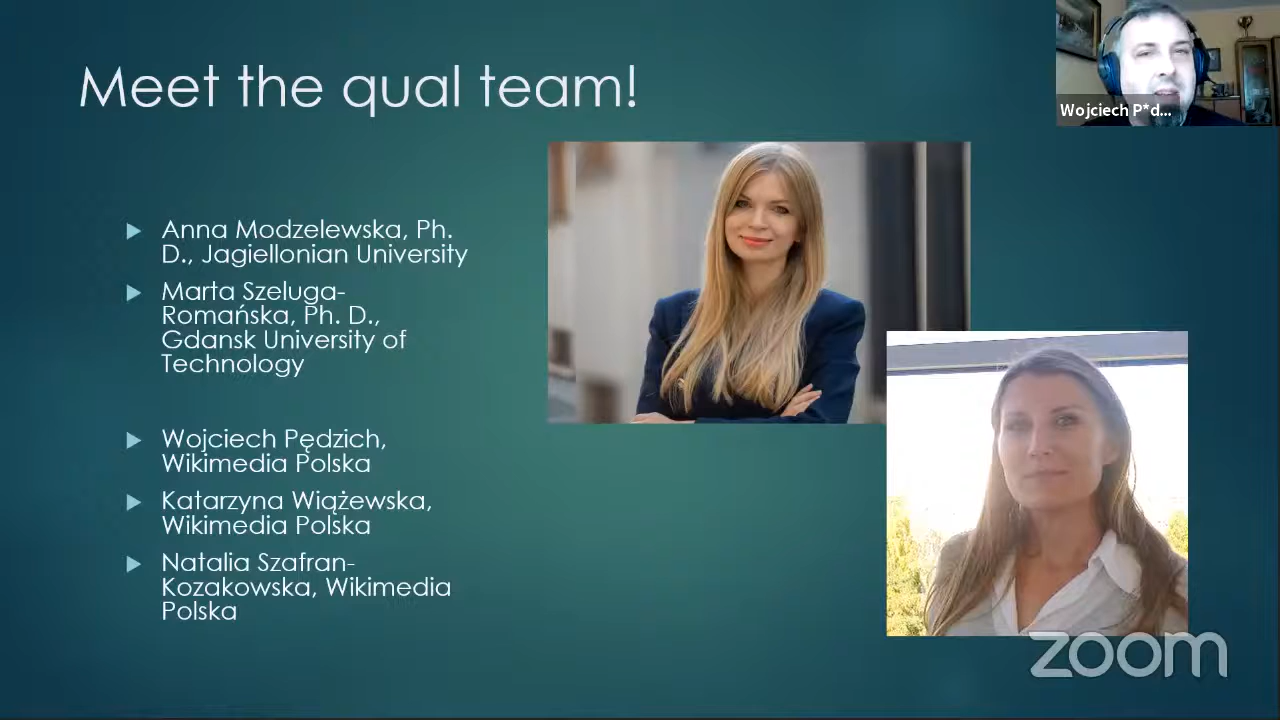 Meet the qual team!
Wojciech P*d...
Anna Modzelewska, Ph.
D., Jagiellonian University
Marta Szeluga-
Romańska, Ph. D.,
Gdansk University of
Technology
Wojciech Pędzich,
Wikimedia Polska
Katarzyna Wiążewska,
Wikimedia Polska
Natalia Szafran-
Kozakowska, Wikimedia
Polska
zoom